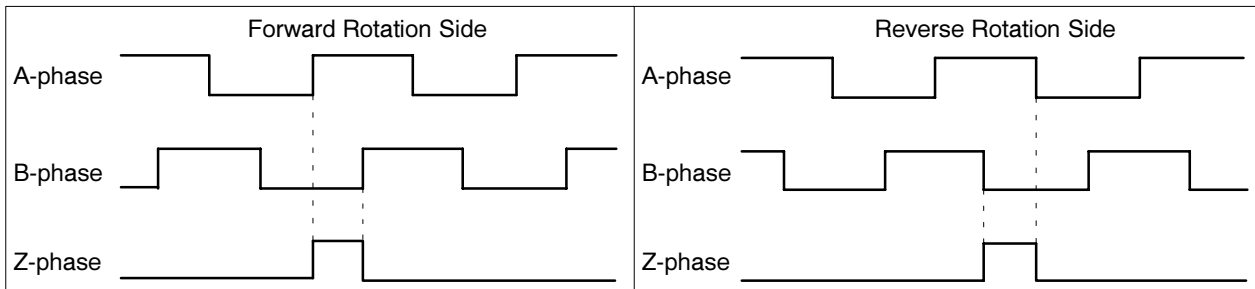 Forward Rotation Side
A-phase
B-phase
Z-phase
Reverse Rotation Side
A-phase
B-phase
Z-phase